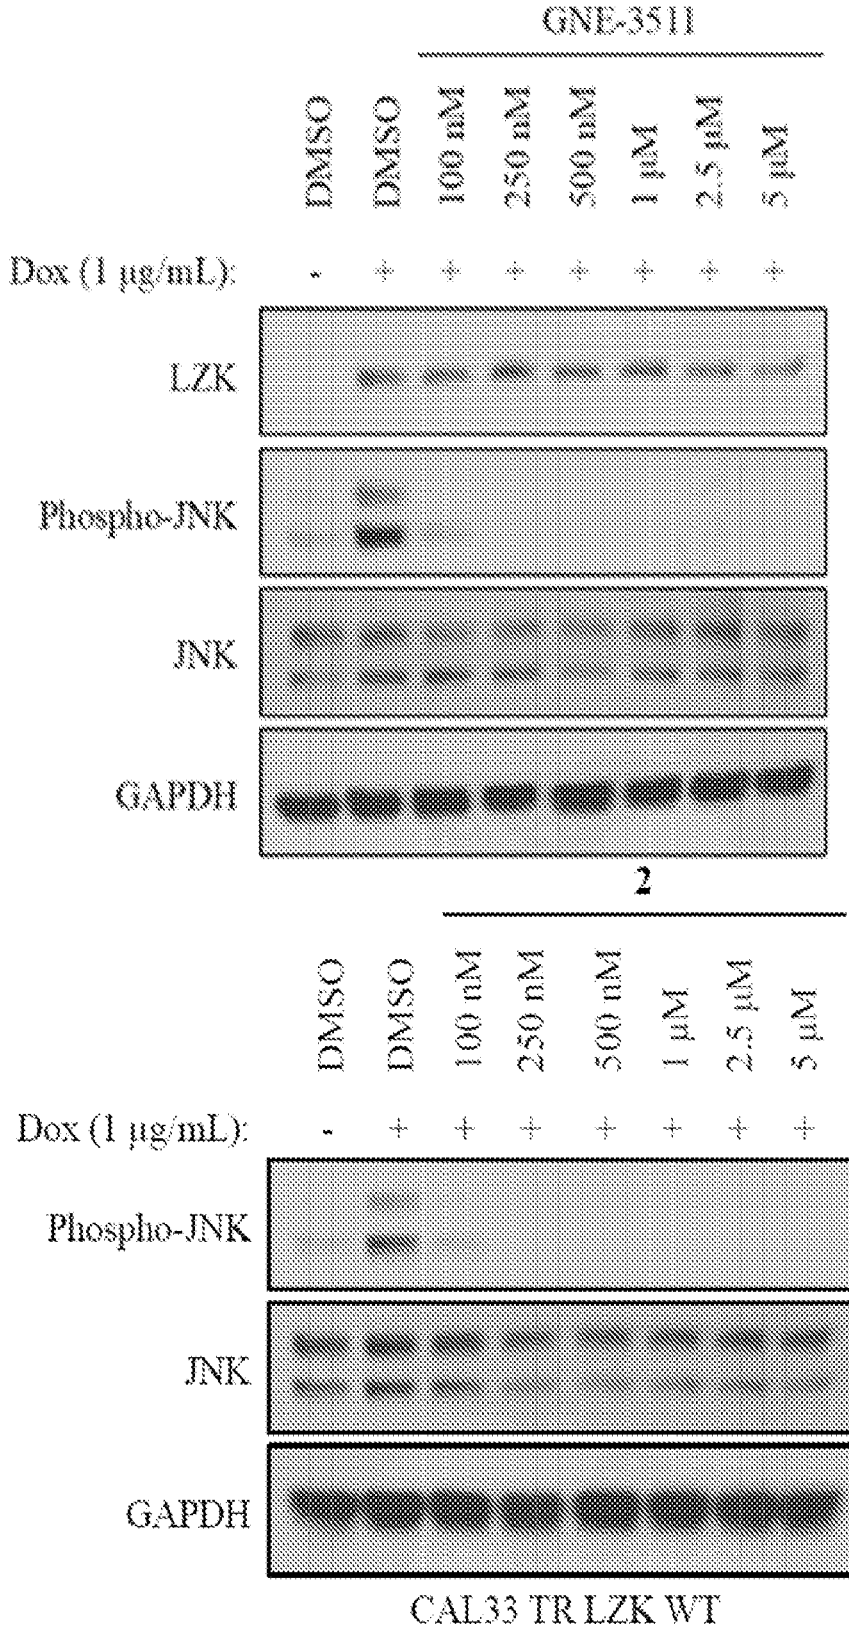 GNE-3511
DMSO DMSO 100 nM 250 nM 500 nM 1 µM 2.5 µM 5 µM
Dox (1 µg/mL): - + + + + + + +
LZK
Phospho-JNK
JNK
GAPDH
2
DMSO DMSO 100 nM 250 nM 500 nM 1 µM 2.5 µM 5 µM
Dox (1 µg/mL): - + + + + + + +
Phospho-JNK
JNK
GAPDH
CAL33 TR LZK WT